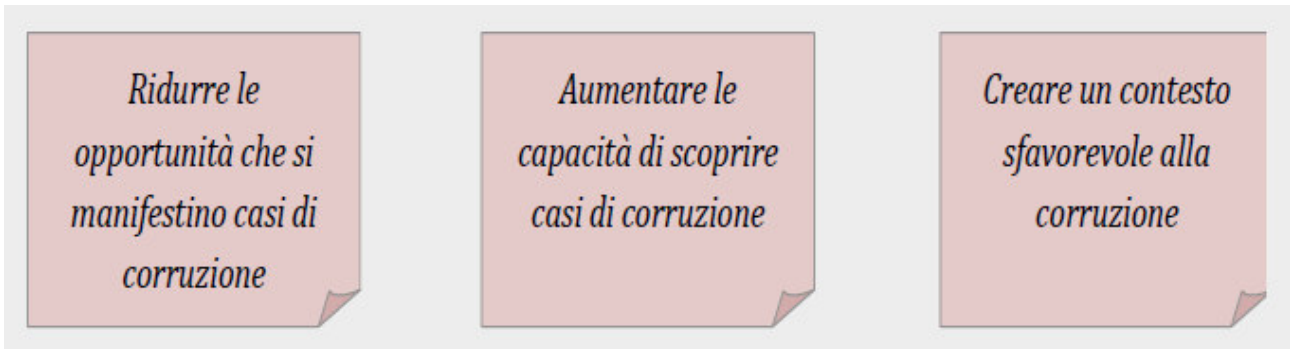 Ridurre le
opportunità che si
manifestino casi di
corruzione
Aumentare le
capacità di scoprire
casi di corruzione
Creare un contesto
sfavorevole alla
corruzione